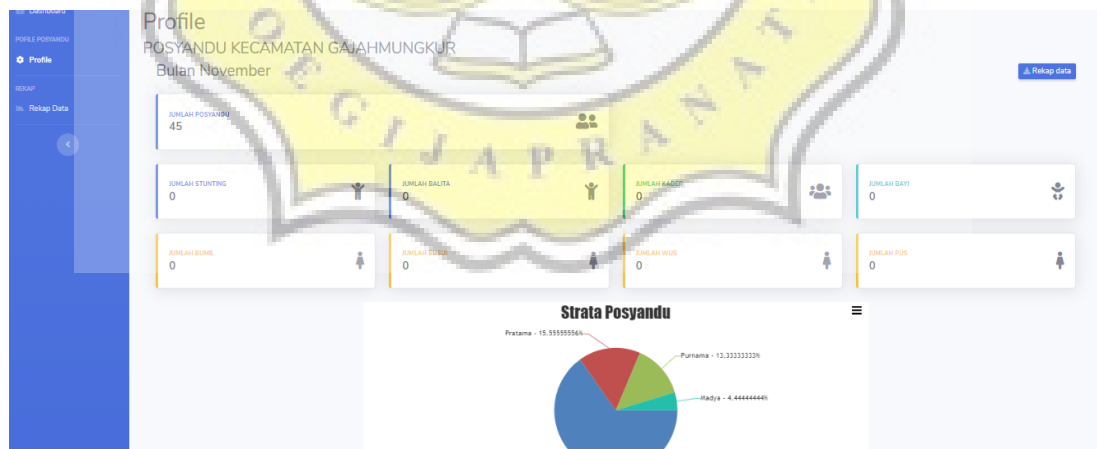 Dashboard
POFILE POSYANDU
Profile
REKAP
Rekap Data
Profile
POSYANDU KECAMATAN GAJAHMUNGKUR
Bulan November
Rekap data
JUMLAH POSYANDU
45
JUMLAH STUNTING
0
JUMLAH BALITA
0
JUMLAH KADER
0
JUMLAH BAYI
0
JUMLAH BUMIL
0
JUMLAH
0
JUMLAH WUS
0
JUMLAH PUS
0
Strata Posyandu
Pratama - 15.55555556%
Purnama - 13.33333333%
Madya - 4.44444444%
GIJAPRANAT